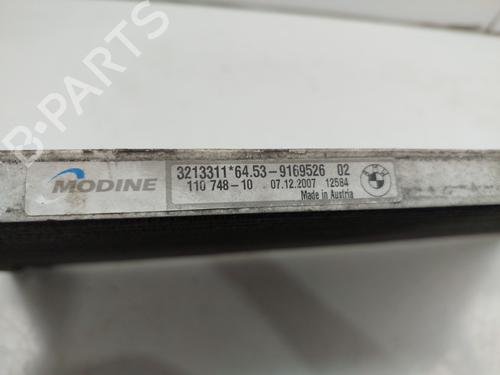 B-PARTS
MODINE
3213311*64.53-9169526 02
110 748-10 07.12.2007 12584
Made in Austria